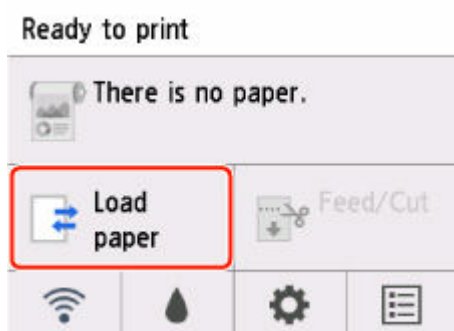 Ready to print
There is no paper.
Load
paper
Feed/Cut